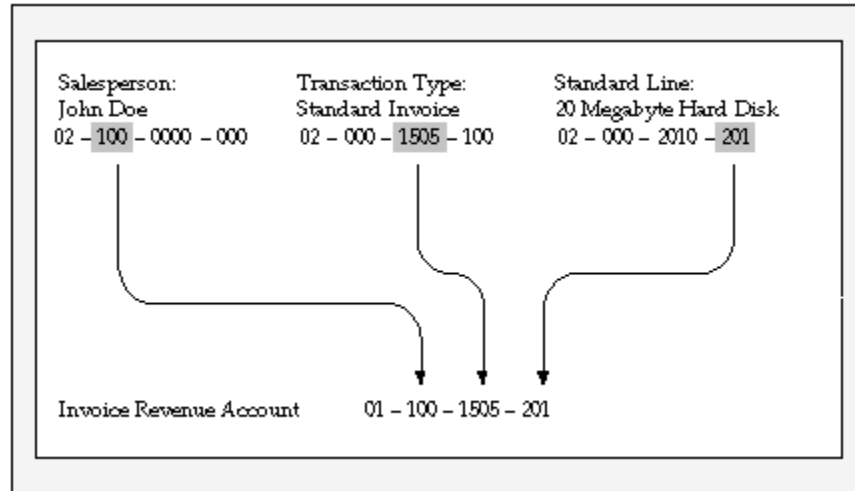 Salesperson:
John Doe
02 – 100 – 0000 – 000
Transaction Type:
Standard Invoice
02 – 000 – 1505 – 100
Standard Line:
20 Megabyte Hard Disk
02 – 000 – 2010 – 201
Invoice Revenue Account 01 – 100 – 1505 – 201